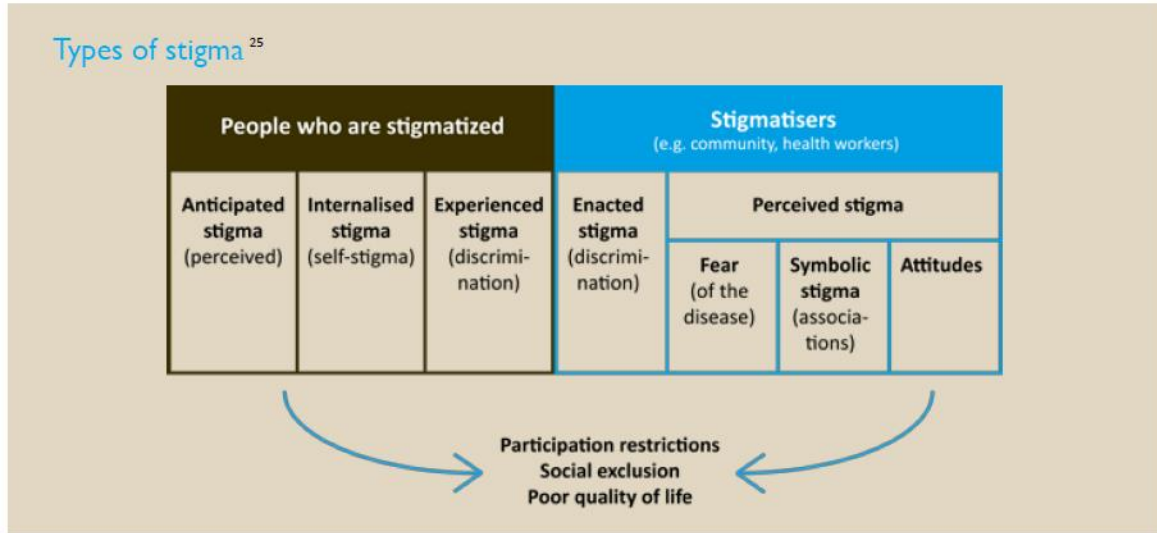 Types of stigma 25
People who are stigmatized
Stigmatisers
(e.g. community, health workers)
Anticipated
stigma
(perceived)
Internalised
stigma
(self-stigma)
Experienced
stigma
(discrimi-
nation)
Enacted
stigma
(discrimi-
nation)
Perceived stigma
Fear
(of the
disease)
Symbolic
stigma
(associa-
tions)
Attitudes
Participation restrictions
Social exclusion
Poor quality of life